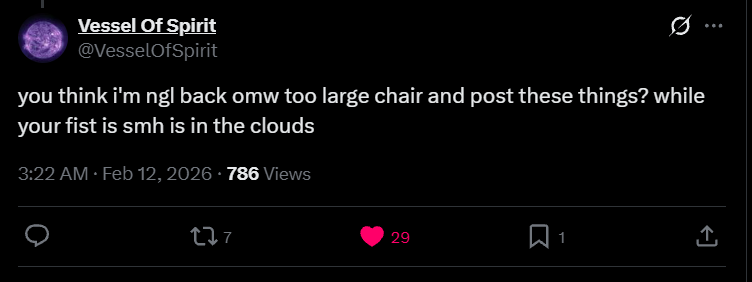 Vessel Of Spirit
@VesselOfSpirit
you think i'm ngl back omw too large chair and post these things? while
your fist is smh is in the clouds
3:22 AM · Feb 12, 2026 · 786 Views
7 29 1